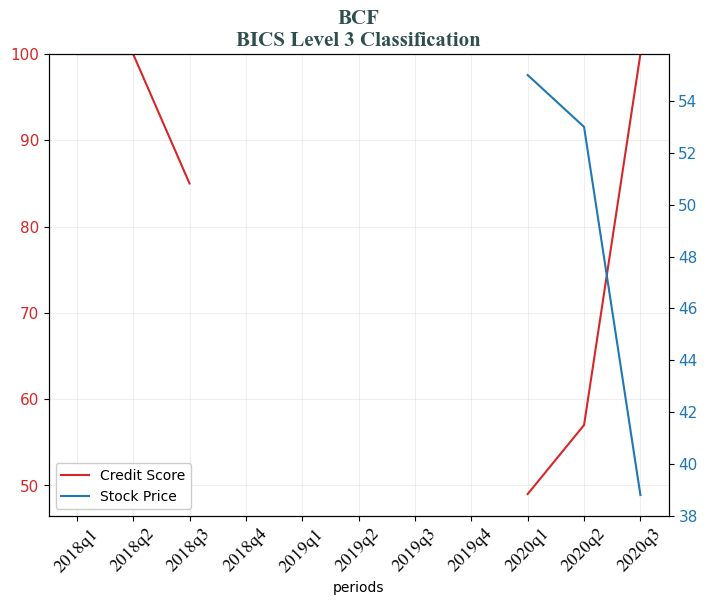 BCF
BICS Level 3 Classification
100
90
80
70
60
50
54
52
50
48
46
44
42
40
38
Credit Score
Stock Price
2018q1
2018q2
2018q3
2018q4
2019q1
2019q2
2019q3
2019q4
2020q1
2020q2
2020q3
periods